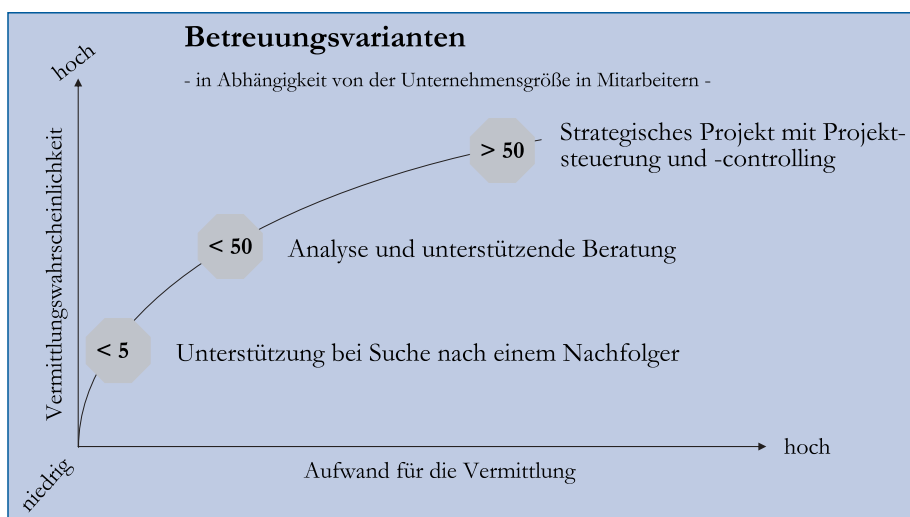 Betreuungsvarianten
- in Abhängigkeit von der Unternehmensgröße in Mitarbeitern -
hoch
Vermittlungswahrscheinlichkeit
> 50
Strategisches Projekt mit Projekt-
steuerung und -controlling
< 50
Analyse und unterstützende Beratung
< 5
Unterstützung bei Suche nach einem Nachfolger
niedrig
Aufwand für die Vermittlung
hoch